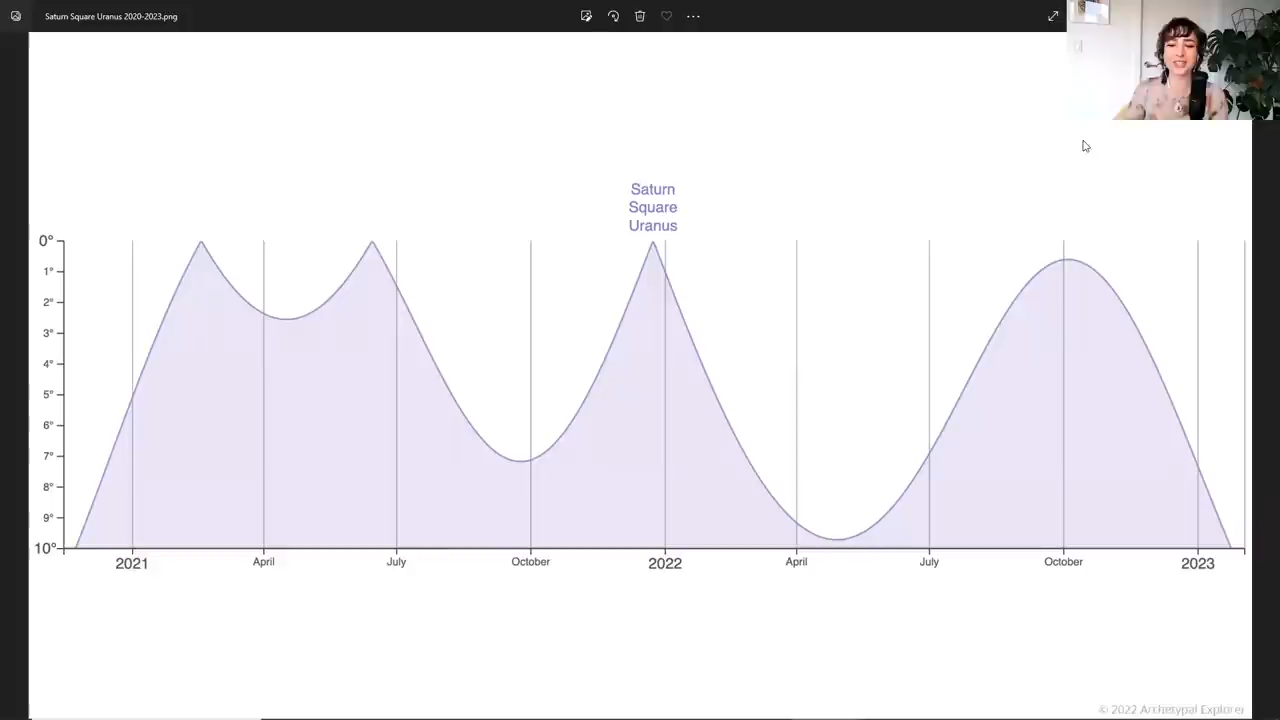 Saturn Square Uranus 2020-2023.png
Saturn
Square
Uranus
0°
1°
2°
3°
4°
5°
6°
7°
8°
9°
10°
2021
April
July
October
2022
April
July
October
2023
© 2022 Archetypal Explorer